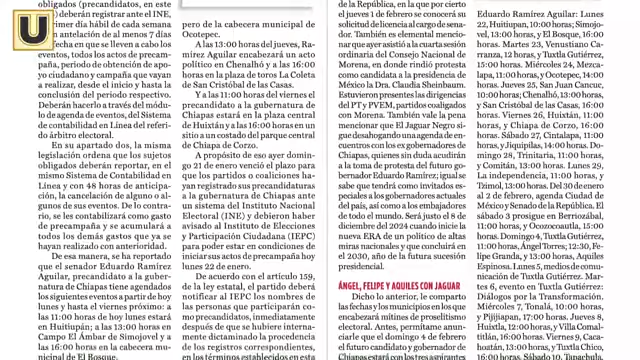 U
obligados (precandidatos, en este
deberán registrar ante el INE,
primer día hábil de cada semana
con antelación de al menos 7 días
fecha en que se lleven a cabo los
eventos, todos los actos de precam-
paña, periodo de obtención de apo-
yo ciudadano y campaña que vayan
a realizar, desde el inicio y hasta la
conclusión del periodo respectivo.
Deberán hacerlo a través del módu-
lo de agenda de eventos, del Sistema
de contabilidad en Línea del referi-
do árbitro electoral.
En su apartado dos, la misma
legislación ordena que los sujetos
obligados deberán reportar, en el
mismo Sistema de Contabilidad en
Línea y con 48 horas de anticipa-
ción, la cancelación de alguno o al-
gunos de sus eventos. De lo contra-
rio, se les contabilizará como gasto
de precampaña y se acumulará a
todos los demás gastos que ya se
hayan realizado con anterioridad.
De esa manera, se ha reportado
que el senador Eduardo Ramírez
Aguilar, precandidato a la guberna-
tura de Chiapas tiene agendados
los siguientes eventos a partir de hoy
lunes y hasta el viernes próximo: a
las 11:00 horas de hoy lunes estará
en Huitiupán; a las 13:00 horas en
Campo El Ámbar de Simojovel y a
las 16:00 horas en la cabecera mu-
nicipal de El Bosque.
pero de la cabecera municipal de
Ocotepec.
A las 13:00 horas del jueves, Ra-
mírez Aguilar encabezará un acto
político en Chenalhó y a las 16:00
horas en la plaza de toros La Coleta
de San Cristóbal de las Casas.
Y a las 11:00 horas del viernes el
precandidato a la gubernatura de
Chiapas estará en la plaza central
de Huixtán y a las 16:00 horas en un
sitio a un costado del parque central
de Chiapa de Corzo.
A propósito de eso ayer domin-
go 21 de enero venció el plazo para
que los partidos o coaliciones ha-
yan registrado sus precandidaturas
a la gubernatura de Chiapas ante
un sistema del Instituto Nacional
Electoral (INE) y debieron haber
avisado al Instituto de Elecciones
y Participación Ciudadana (IEPC)
para poder estar en condiciones de
iniciar sus actos de precampaña hoy
lunes 22 de enero.
De acuerdo con el artículo 159,
de la ley estatal, el partido deberá
notificar al IEPC los nombres de
las personas que participarán co-
mo precandidatos, inmediatamente
después de que su hubiere interna-
mente dictaminado la procedencia
de los registros correspondientes,
en los términos establecidos en esta
de la República, en la que por cierto
el jueves 1 de febrero se conocerá su
solicitud de licencia al cargo de sena-
dor. También es elemental mencio-
nar que ayer asistió a la cuarta sesión
ordinaria del Consejo Nacional de
Morena, en donde rindió protesta
como candidata a la presidencia de
México la Dra. Claudia Sheinbaum.
Estuvieron presentes las dirigencias
del PT y PVEM, partidos coaligados
con Morena. También vale la pena
mencionar que El Jaguar Negro si-
gue desahogando una agenda de en-
cuentros con los ex gobernadores de
Chiapas, quienes sin duda acudirán
a la toma de protesta del futuro go-
bernador Eduardo Ramírez; igual se
sabe que tendrá como invitados espe-
ciales a los gobernadores actuales
del país, así como a los embajadores
de todo el mundo. Será justo el 8 de
diciembre del 2024 cuando inicie la
nueva ERA de un político de altas
miras nacionales y que concluirá en
el 2030, año de la futura sucesión
presidencial.
ÁNGEL, FELIPE Y AQUILES CON JAGUAR
Dicho lo anterior, le comparto
las fechas y los municipios en los que
encabezará mítines de proselitismo
electoral. Antes, permítame anun-
ciarle que el domingo 4 de febrero
el futuro gobernador y candidato de
Chiapas estará con los tres aspirantes
Eduardo Ramírez Aguilar: Lunes
22, Huitiupan, 10:00 horas; Simojo-
vel, 13:00 horas, y El Bosque, 16:00
horas. Martes 23, Venustiano Ca-
rranza, 12 horas, y Tuxtla Gutiérrez,
15:00 horas. Miércoles 24, Mezca-
lapa, 11:00 horas, y Ocotepec, 14:00
horas. Jueves 25, San Juan Cancuc,
10:00 horas; Chenalhó, 13:00 horas,
y San Cristóbal de las Casas, 16:00
horas. Viernes 26, Huixtán, 11:00
horas, y Chiapa de Corzo, 16:00
horas. Sábado 27, Cintalapa, 11:00
horas, y Jiquipilas, 14:00 horas. Do-
mingo 28, Trinitaria, 11:00 horas,
y Comitán, 13:00 horas. Lunes 29,
La Independencia, 11:00 horas, y
Tzimol, 13:00 horas. Del 30 de enero
al 2 de febrero, agenda Ciudad de
México y Senado de la República. El
sábado 3 prosigue en Berriozábal,
11:00 horas, y Ocozocoautla, 15:00
horas. Domingo 4, Tuxtla Gutiérrez,
11:00 horas, Ángel Torres; 12:30, Fe-
lipe Granda, y 13:00 horas, Aquiles
Espinosa. Lunes 5, medios de comuni-
cación de Tuxtla Gutiérrez. Mar-
tes 6, evento en Tuxtla Gutiérrez:
Diálogos por la Transformación.
Miércoles 7, Tonalá, 10:00 horas,
y Pijijiapan, 17:00 horas. Jueves 8,
Huixtla, 12:00 horas, y Villa Comal-
titlán, 16:00 horas. Viernes 9, Caca-
hoatán, 13:00 horas, y Tuxtla Chico,
16:00 horas. Sábado 10, Tapachula,